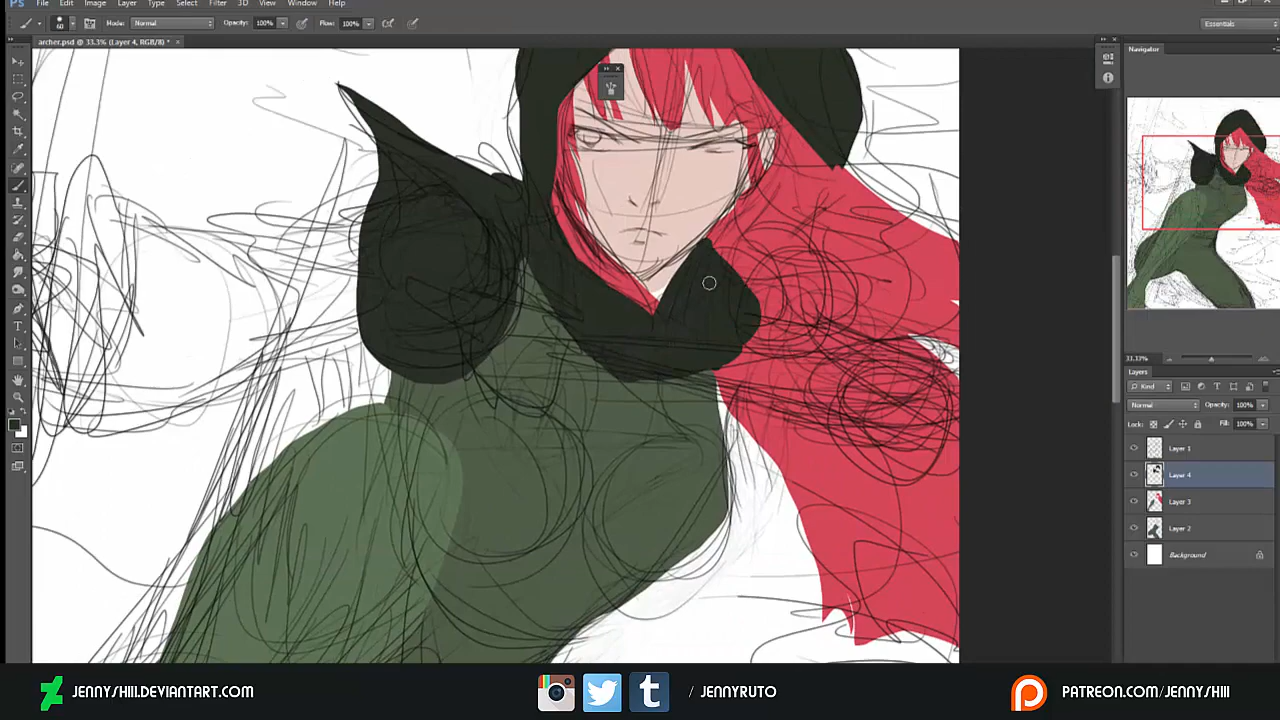 PS File Edit Image Layer Type Select Filter 3D View Window Help
60 Mode: Normal Opacity: 100% Flow: 100% Essentials
archer.psd @ 33.3% (Layer 4, RGB/8) * ×
Navigator
33.33%
Layers
Kind
Normal Opacity: 100%
Lock: Fill: 100%
Layer 1
Layer 4
Layer 3
Layer 2
Background
JENNYSHIII.DEVIANTART.COM / JENNYRUTO PATREON.COM/JENNYSHIII